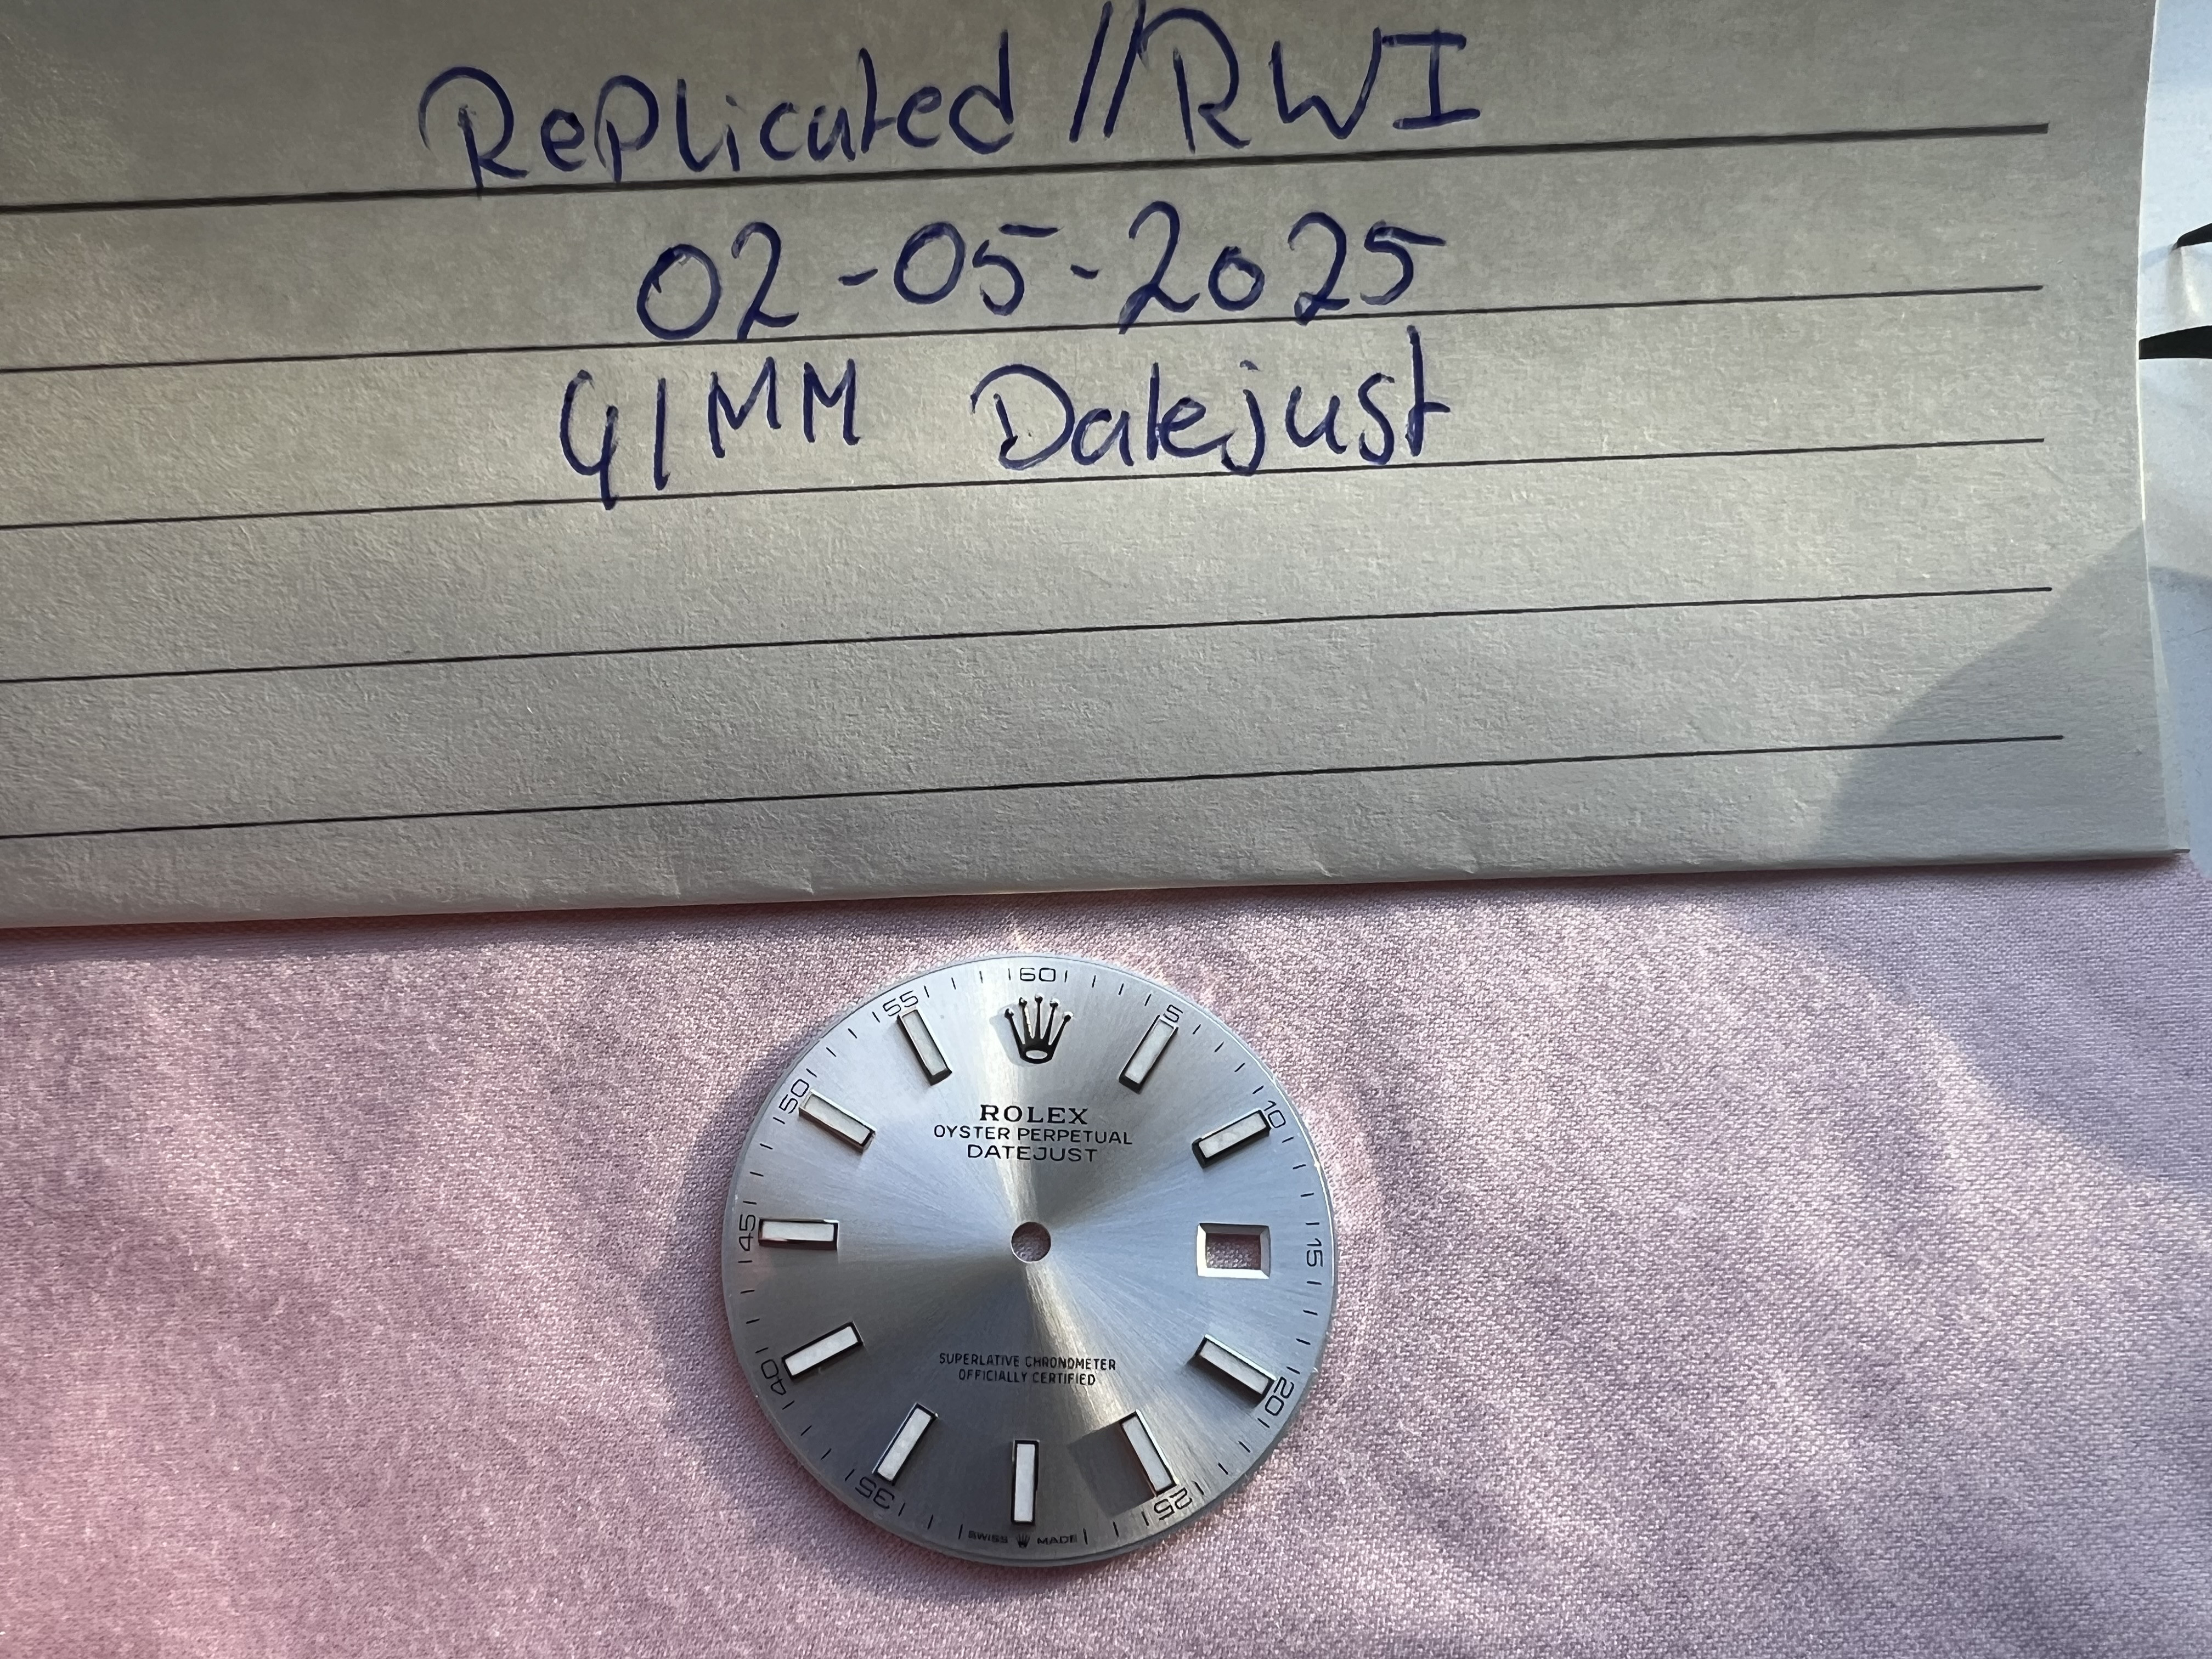 Replicated // RWI
02-05-2025
41MM Datejust
60
5
10
15
20
25
35
40
45
50
55
ROLEX
OYSTER PERPETUAL
DATEJUST
SUPERLATIVE CHRONOMETER
OFFICIALLY CERTIFIED
SWISS MADE